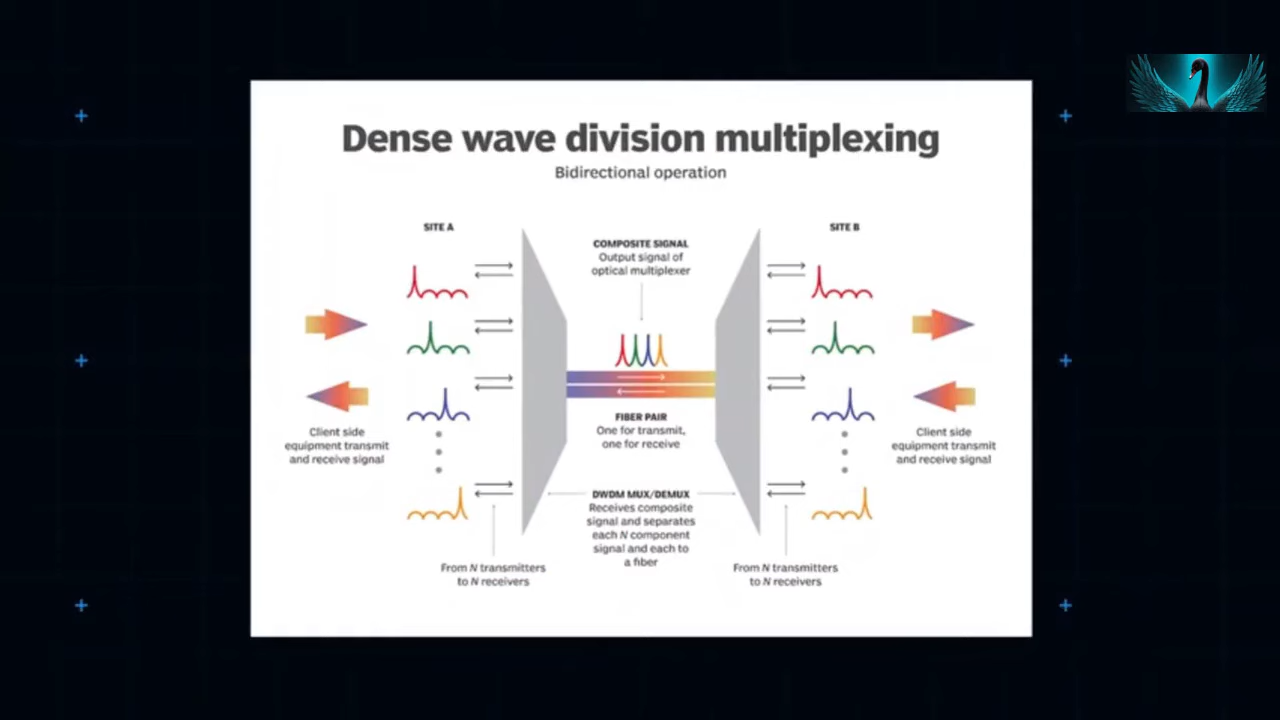 Dense wave division multiplexing
Bidirectional operation
SITE A
SITE B
COMPOSITE SIGNAL
Output signal of
optical multiplexer
FIBER PAIR
One for transmit,
one for receive
Client side
equipment transmit
and receive signal
Client side
equipment transmit
and receive signal
DWDM MUX/DEMUX
Receives composite
signal and separates
each N component
signal and each to
a fiber
From N transmitters
to N receivers
From N transmitters
to N receivers